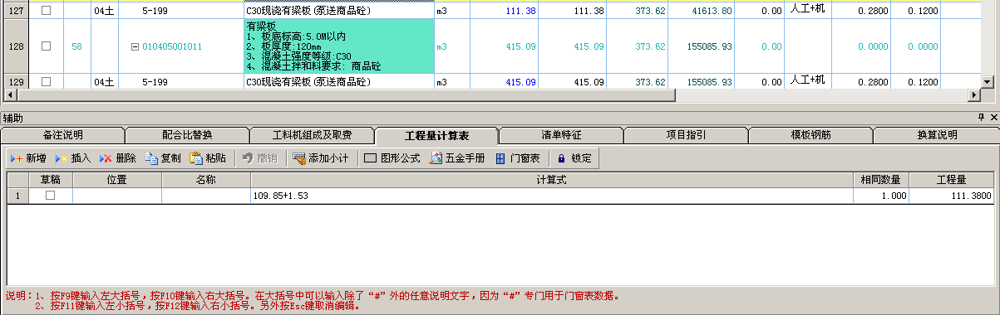 127 04土 5-199 C30现浇有梁板(泵送商品砼) m3 111.38 111.38 373.62 41613.80 0.00 人工+机 0.2800 0.1200
有梁板
1、板底标高:5.0M以内
128 58 010405001011 2、板厚度:120mm m3 415.09 415.09 373.62 155085.93 0.00 0.0000 0.0000
3、混凝土强度等级:C30
4、混凝土拌和料要求: 商品砼
129 04土 5-199 C30现浇有梁板(泵送商品砼) m3 415.09 415.09 373.62 155085.93 0.00 人工+机 0.2800 0.1200
辅助
备注说明 配合比替换 工料机组成及取费 工程量计算表 清单特征 项目指引 模板钢筋 换算说明
新增 插入 删除 复制 粘贴 撤销 添加小计 图形公式 五金手册 门窗表 锁定
草稿 位置 名称 计算式 相同数量 工程量
1 109.85+1.53 1.000 111.3800
说明：1、按F9键输入左大括号，按F10键输入右大括号。在大括号中可以输入除了“#”外的任意说明文字，因为“#”专门用于门窗表数据。
2、按F11键输入左小括号，按F12键输入右小括号。另外按Esc键取消编辑。